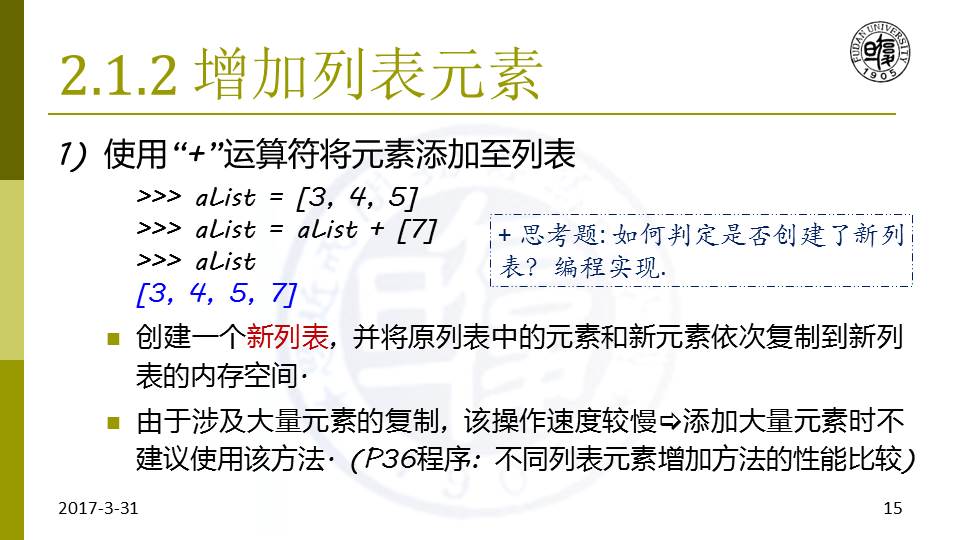 2.1.2 增加列表元素
FUDAN UNIVERSITY
1905
1) 使用“+”运算符将元素添加至列表
>>> aList = [3, 4, 5]
>>> aList = aList + [7]
>>> aList
[3, 4, 5, 7]
+ 思考题: 如何判定是否创建了新列
表？ 编程实现.
创建一个新列表, 并将原列表中的元素和新元素依次复制到新列
表的内存空间.
由于涉及大量元素的复制, 该操作速度较慢➩添加大量元素时不
建议使用该方法. (P36程序: 不同列表元素增加方法的性能比较)
2017-3-31
15